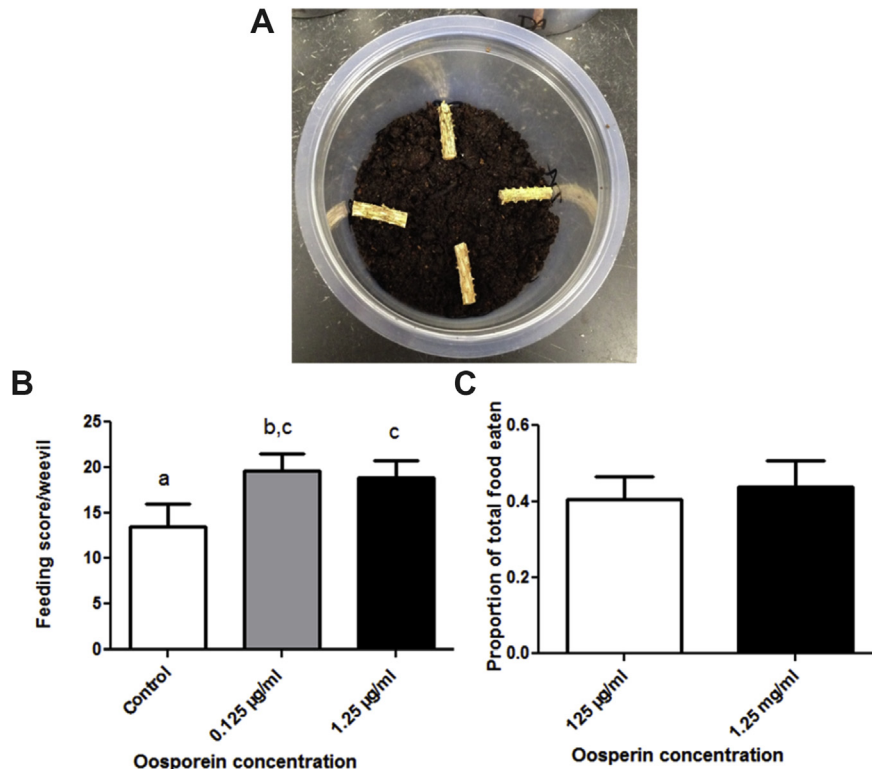 A
B
Feeding score/weevil
25
20
15
10
5
0
a
b,c
c
Control
0.125 µg/ml
1.25 µg/ml
Oosporein concentration
C
Proportion of total food eaten
0.6
0.4
0.2
0.0
125 µg/ml
1.25 mg/ml
Oosperin concentration